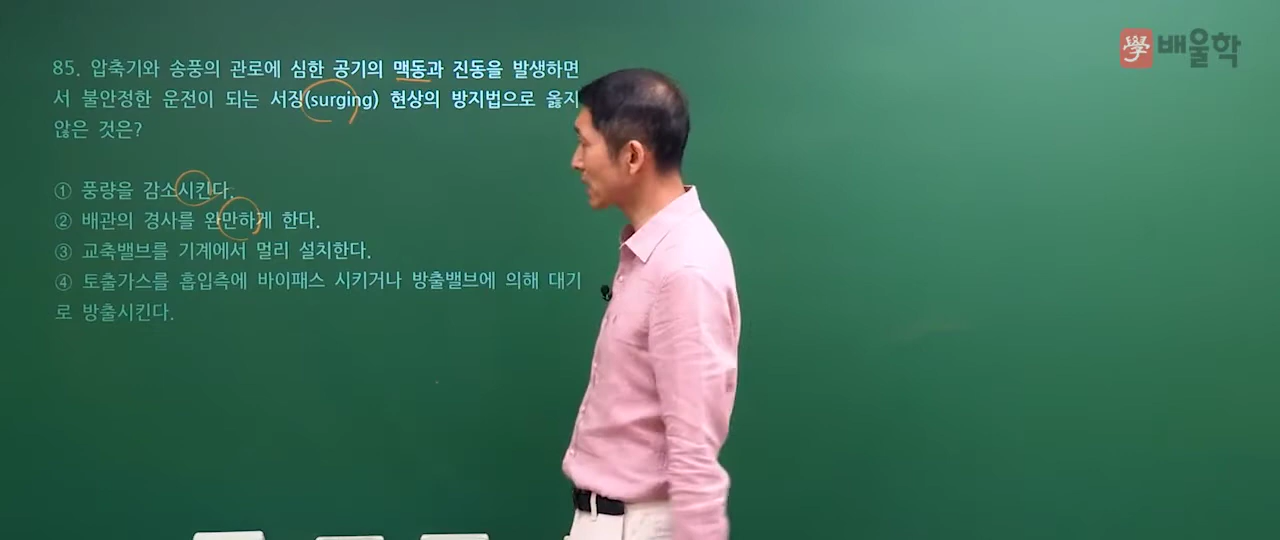 學 배울학
85. 압축기와 송풍의 관로에 심한 공기의 맥동과 진동을 발생하면
서 불안정한 운전이 되는 서징(surging) 현상의 방지법으로 옳지
않은 것은?
① 풍량을 감소시킨다.
② 배관의 경사를 완만하게 한다.
③ 교축밸브를 기계에서 멀리 설치한다.
④ 토출가스를 흡입측에 바이패스 시키거나 방출밸브에 의해 대기
로 방출시킨다.